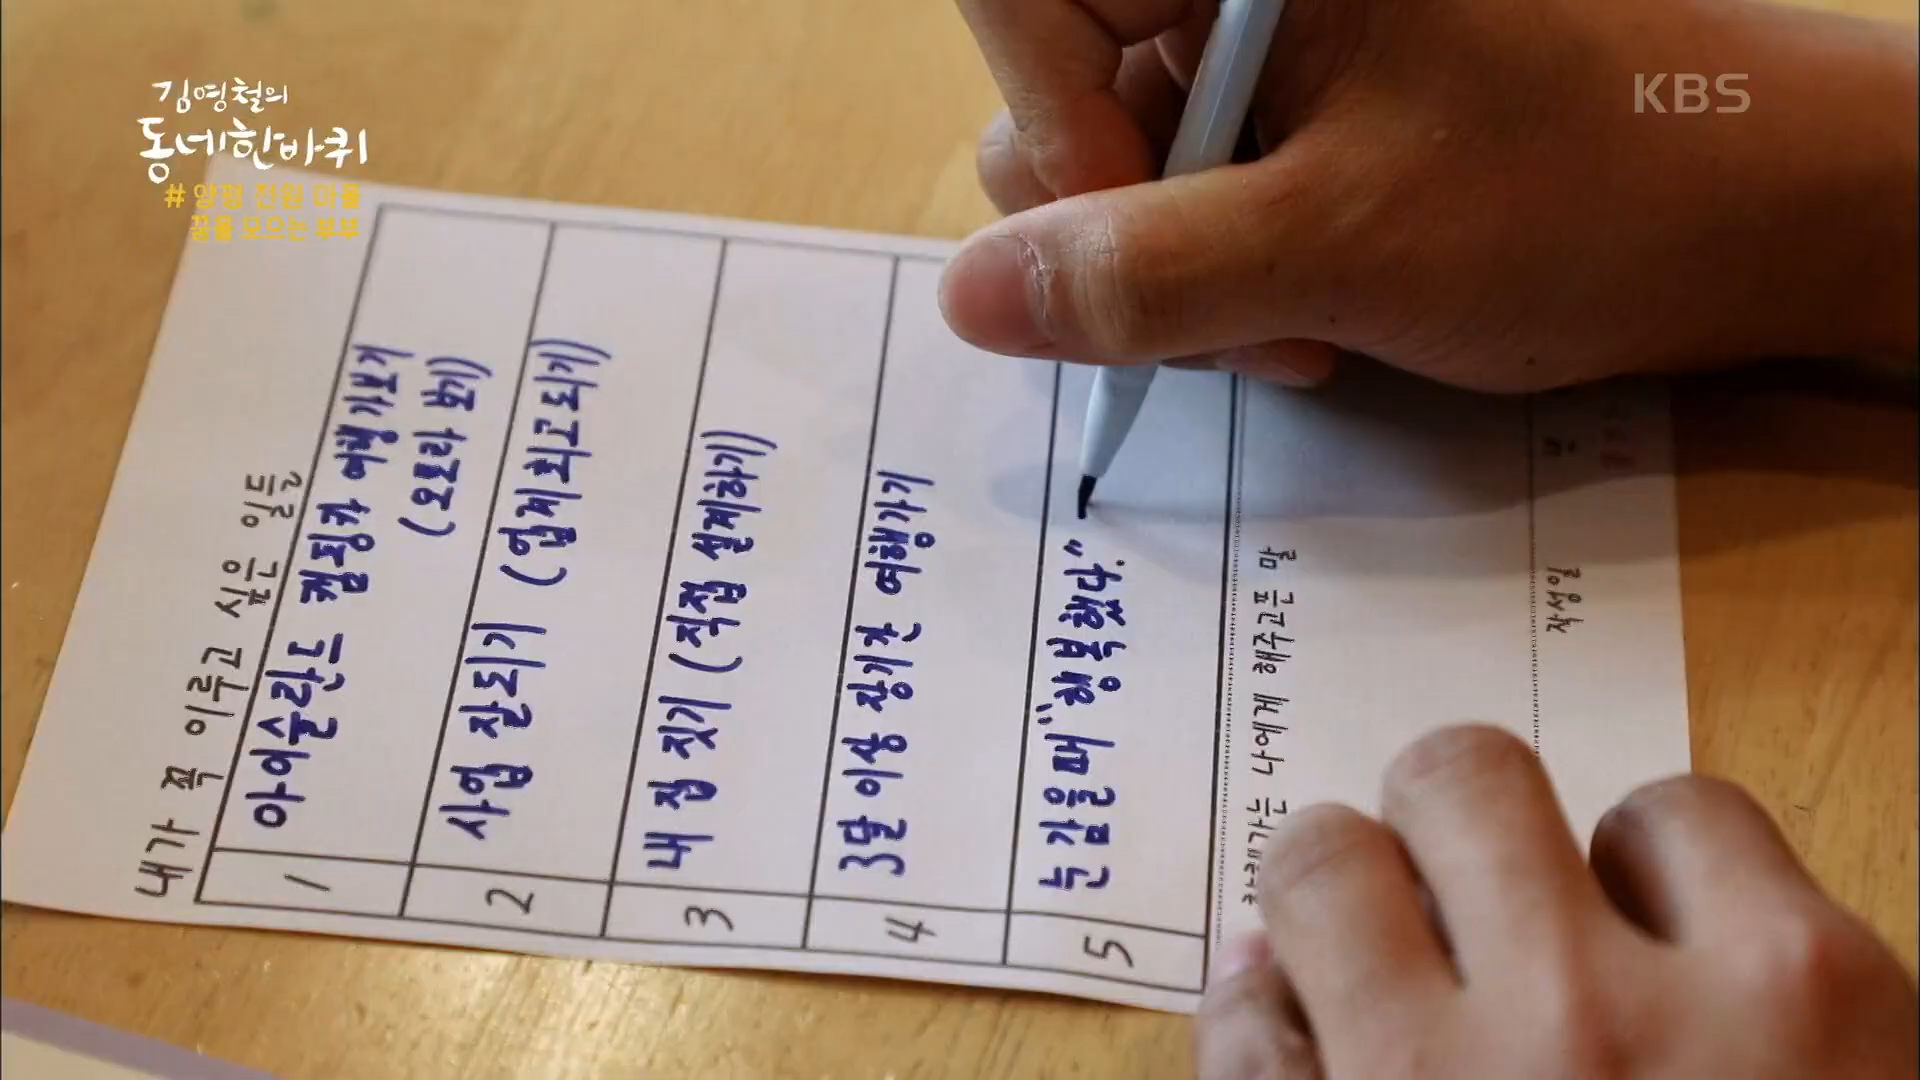 김영철의
동네한바퀴
# 양평 전원 마을
꿈을 모으는 부부
KBS
내가 꼭 이루고 싶은 일들
1 아이슬란드 캠핑카 여행가보기
(오로라 보기)
2 사업 잘되기 (업계최고되기)
3 내 집 짓기 (직접 설계하기)
4 3달 이상 장기간 여행가기
5 눈 감을때 "행복했다."
나에게 해주고픈 말
작성일